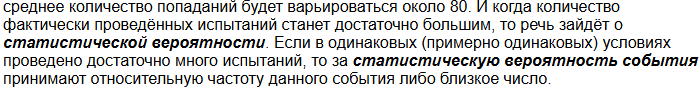 среднее количество попаданий будет варьироваться около 80. И когда количество
фактически проведённых испытаний станет достаточно большим, то речь зайдёт о
статистической вероятности. Если в одинаковых (примерно одинаковых) условиях
проведено достаточно много испытаний, то за статистическую вероятность события
принимают относительную частоту данного события либо близкое число.